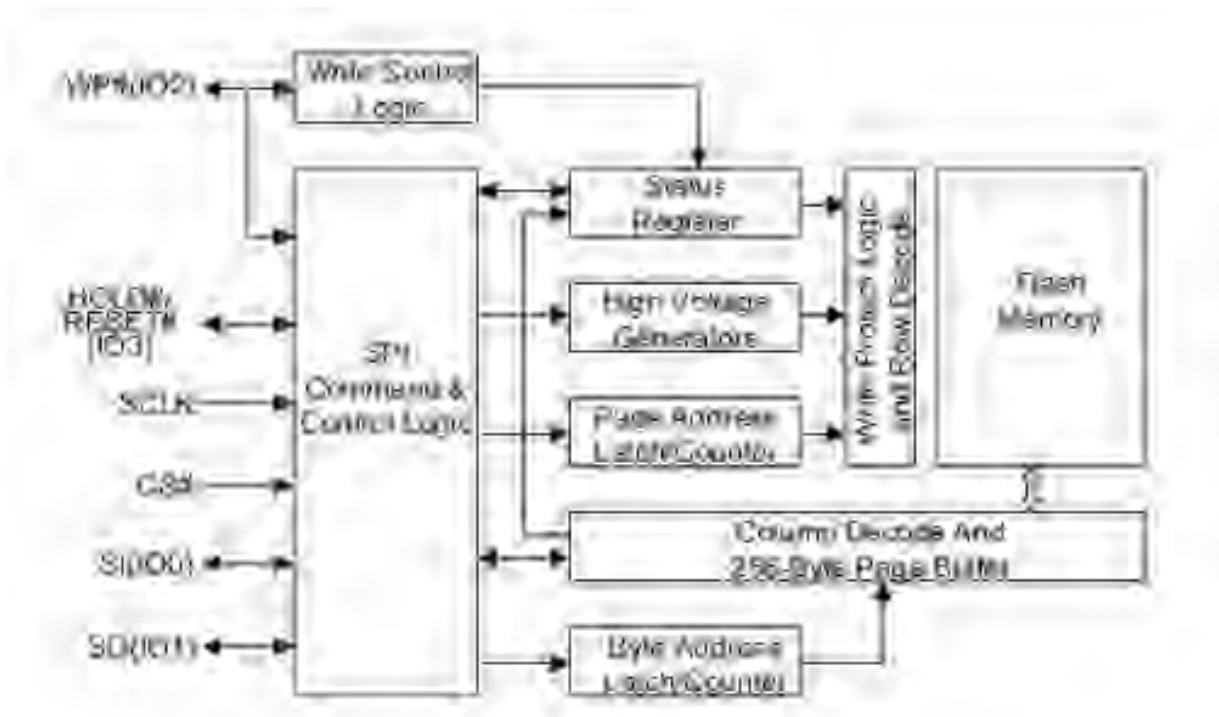 WP#(IO2)
Write Control
Logic
Status
Register
HOLD#/
RESET#
(IO3)
High Voltage
Generators
Write Protect Logic
and Row Decode
Flash
Memory
SPI
Command &
Control Logic
SCLK
Page Address
Latch/Counter
CS#
Column Decode And
256-Byte Page Buffer
SI(IO0)
SO(IO1)
Byte Address
Latch/Counter